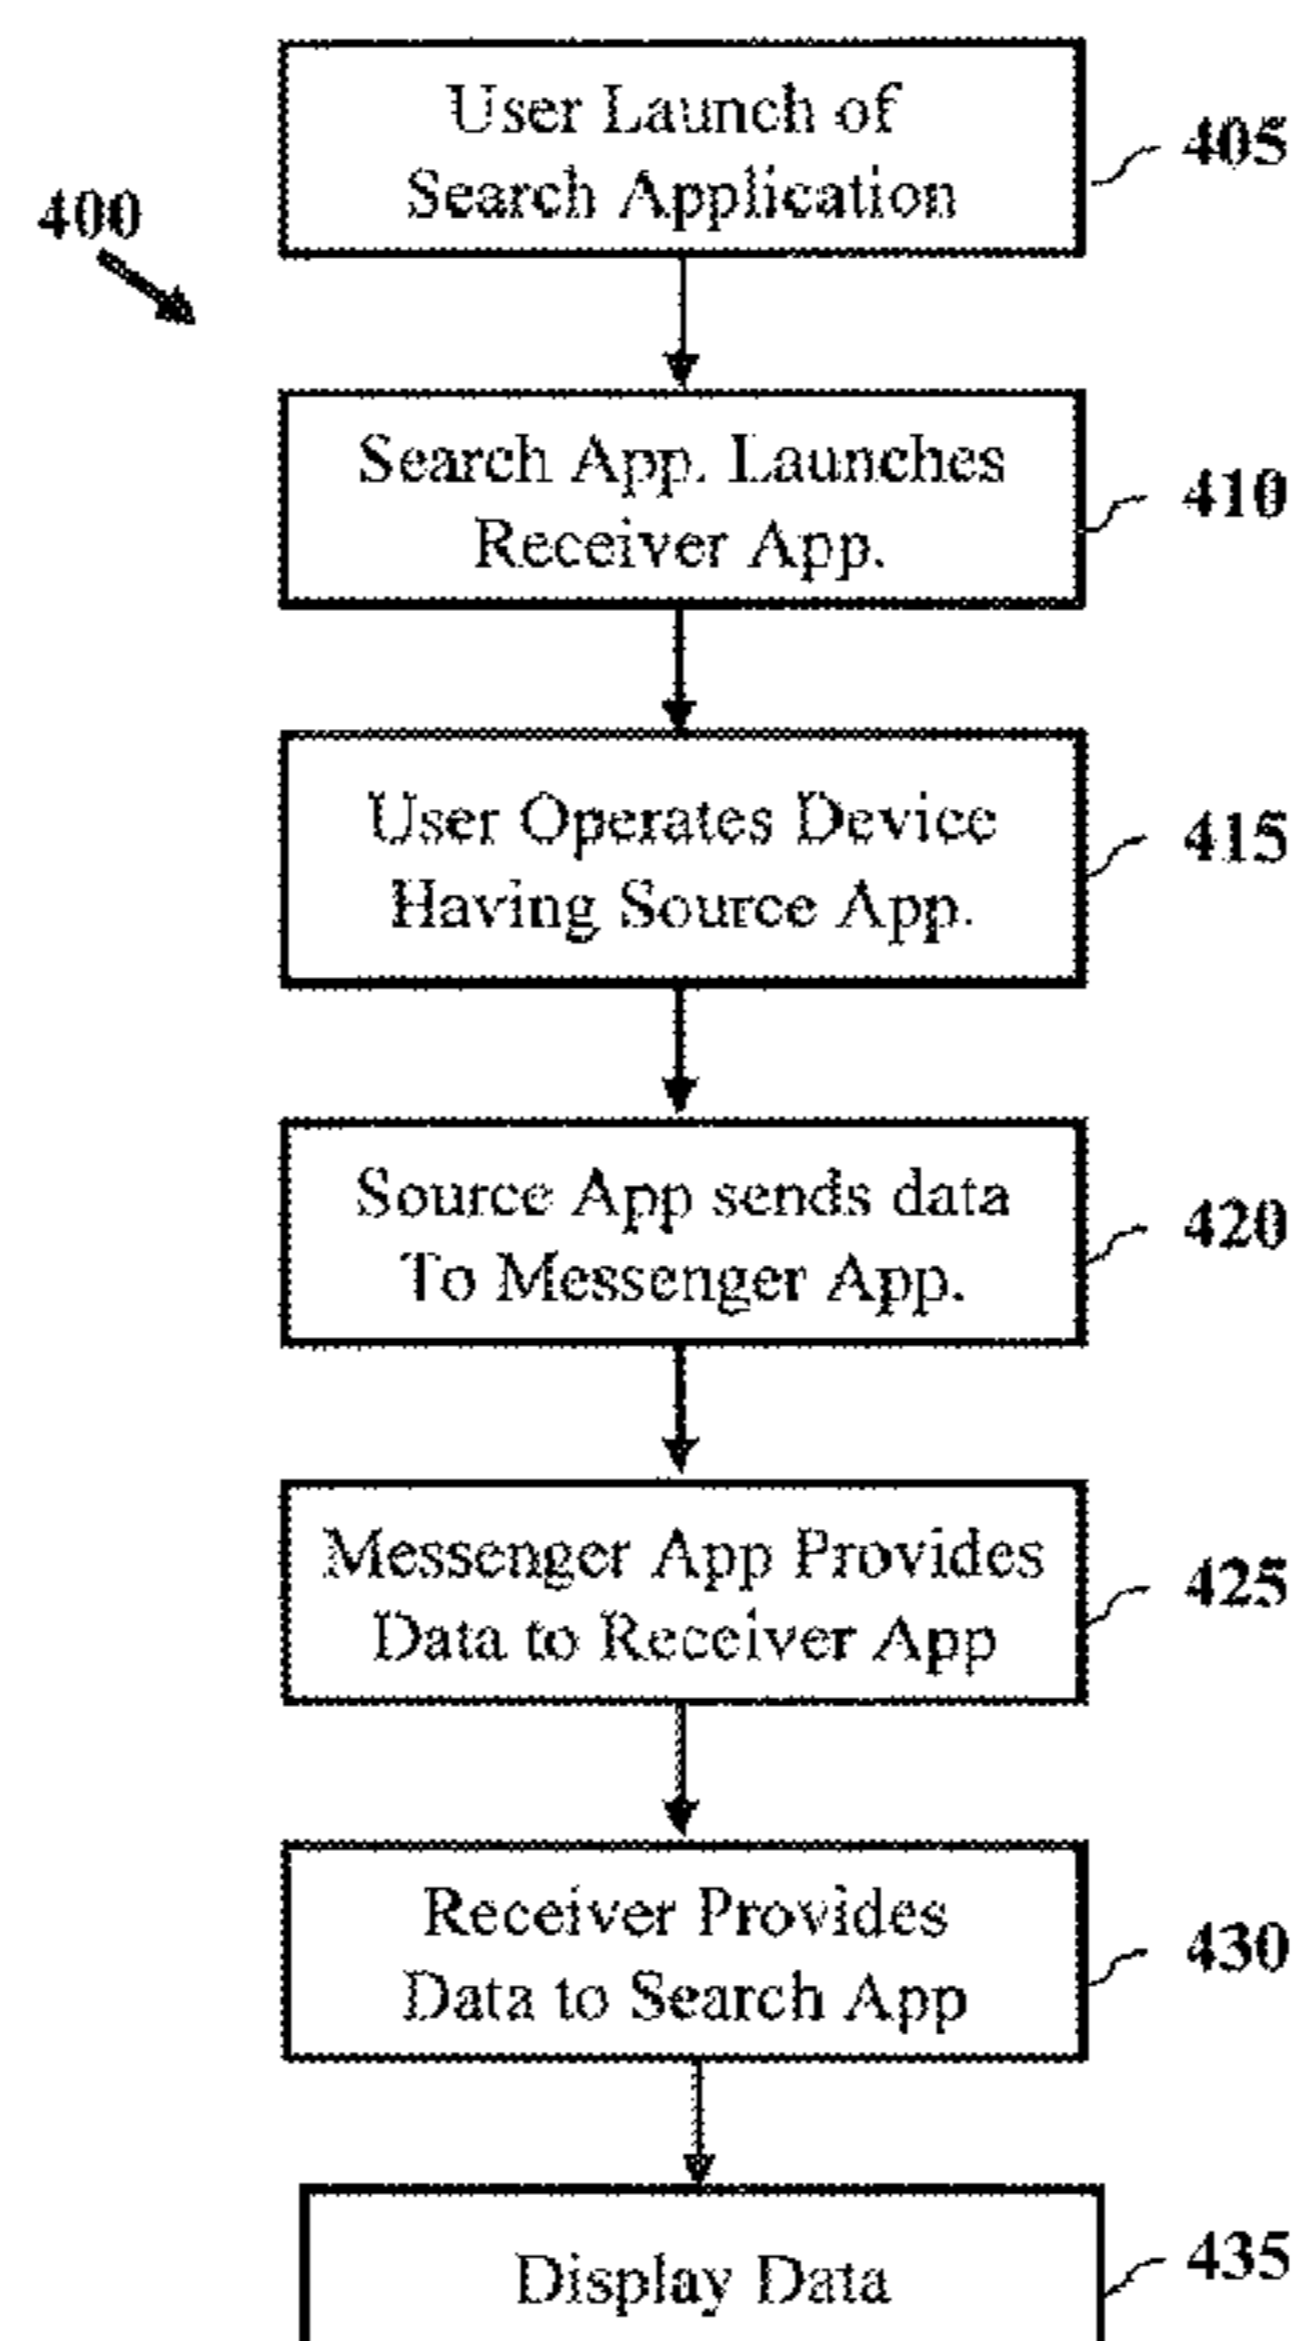 User Launch of
Search Application
405
400
Search App. Launches
Receiver App.
410
User Operates Device
Having Source App.
415
Source App sends data
To Messenger App.
420
Messenger App Provides
Data to Receiver App
425
Receiver Provides
Data to Search App
430
Display Data
435